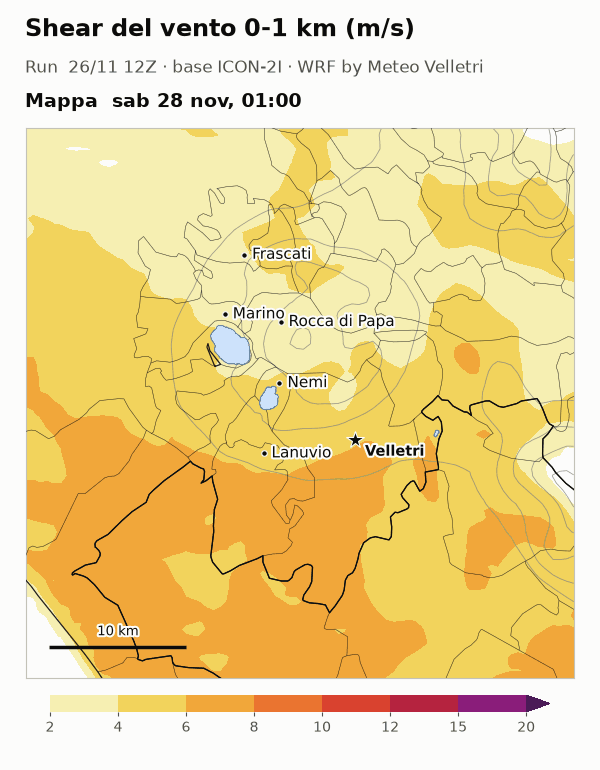 Shear del vento 0-1 km (m/s)
Run  26/11 12Z · base ICON-2I · WRF by Meteo Velletri
Mappa  sab 28 nov, 01:00
Frascati
Marino
Rocca di Papa
Nemi
Lanuvio
Velletri
10 km
2 4 6 8 10 12 15 20